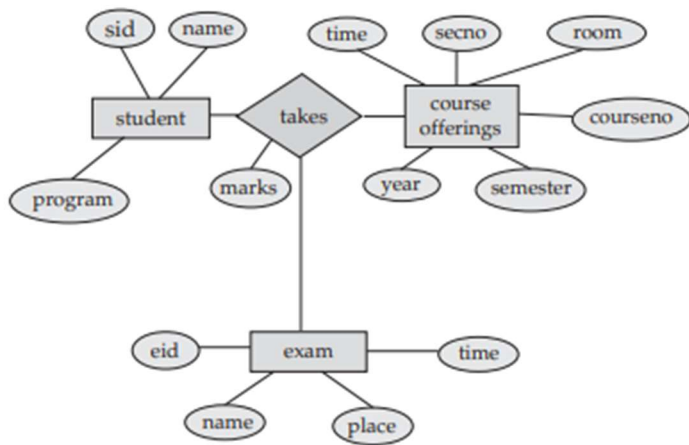 sid
name
time
secno
room
student
takes
course
offerings
courseno
program
marks
year
semester
eid
exam
time
name
place